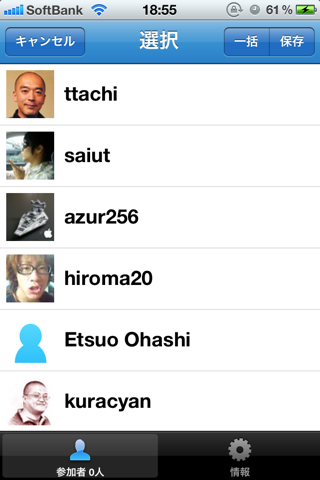 SoftBank 18:55 61%
キャンセル 選択 一括 保存
ttachi
saiut
azur256
hiroma20
Etsuo Ohashi
kuracyan
参加者 0人 情報